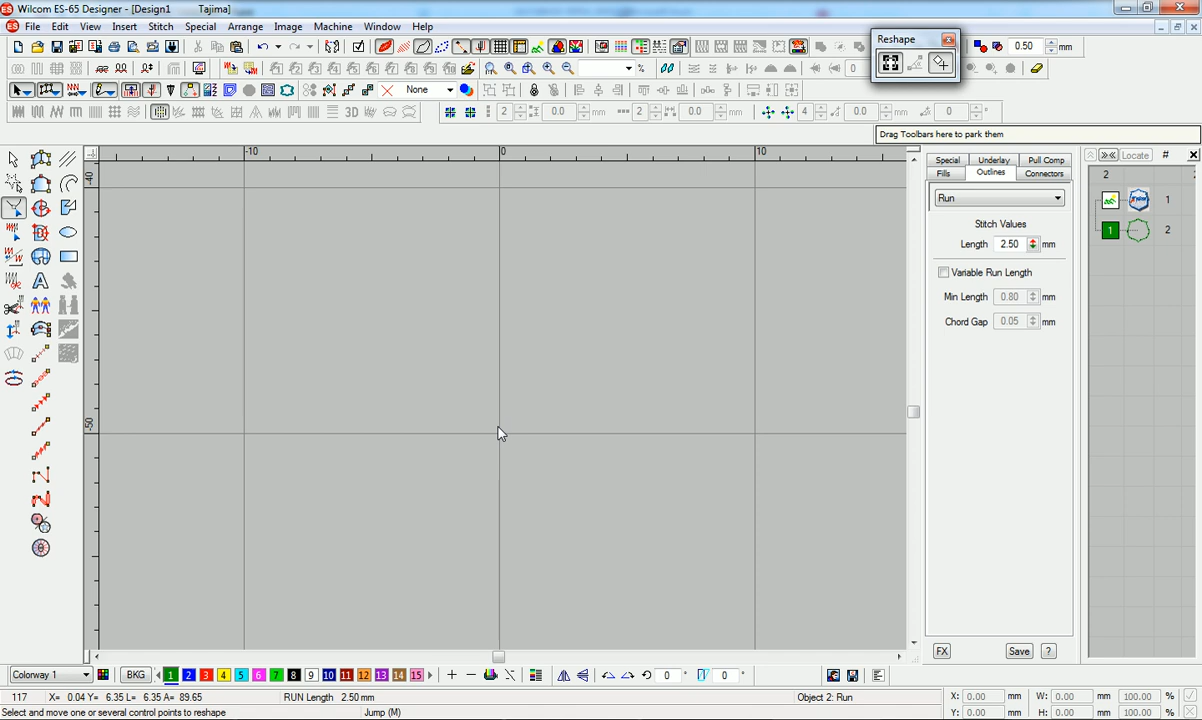 Wilcom ES-65 Designer - [Design1 Tajima]
File Edit View Insert Stitch Special Arrange Image Machine Window Help
Reshape
0.50 mm
None
2 0.0 mm 2 0.0 mm 4 0.0 mm 0 °
Drag Toolbars here to park them
-10 0 10
-40
-50
Special Underlay Pull Comp
Fills Outlines Connectors
Run
Stitch Values
Length 2.50 mm
Variable Run Length
Min Length 0.80 mm
Chord Gap 0.05 mm
FX Save ?
Locate #
2
1
1 2
Colorway 1 BKG 1 2 3 4 5 6 7 8 9 10 11 12 13 14 15 0 ° 0 °
117 X= 0.04 Y= 6.35 L= 6.35 A= 89.65 RUN Length 2.50 mm Object 2: Run
Select and move one or several control points to reshape Jump (M)
X: 0.00 mm W: 0.00 mm 100.00 %
Y: 0.00 mm H: 0.00 mm 100.00 %